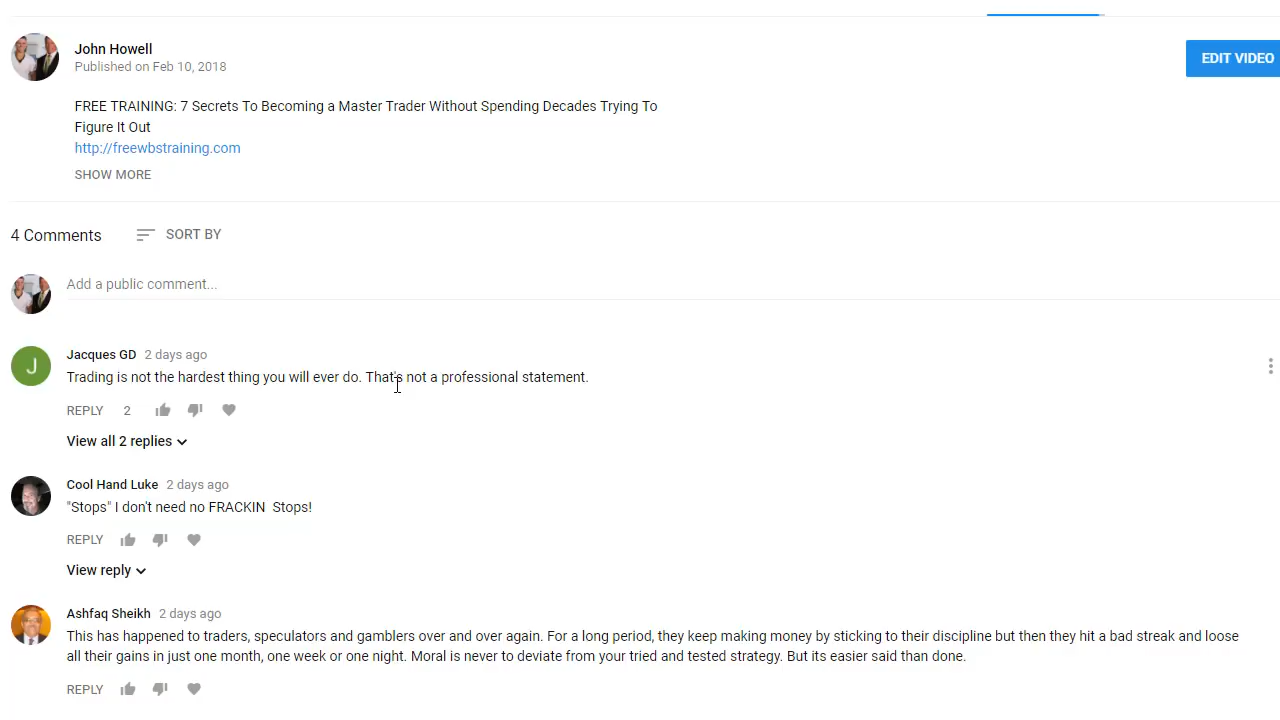 John Howell
Published on Feb 10, 2018
EDIT VIDEO
FREE TRAINING: 7 Secrets To Becoming a Master Trader Without Spending Decades Trying To
Figure It Out
http://freewbstraining.com
SHOW MORE
4 Comments
SORT BY
Add a public comment...
J
Jacques GD 2 days ago
Trading is not the hardest thing you will ever do. That's not a professional statement.
REPLY 2
View all 2 replies
Cool Hand Luke 2 days ago
"Stops" I don't need no FRACKIN  Stops!
REPLY
View reply
Ashfaq Sheikh 2 days ago
This has happened to traders, speculators and gamblers over and over again. For a long period, they keep making money by sticking to their discipline but then they hit a bad streak and loose
all their gains in just one month, one week or one night. Moral is never to deviate from your tried and tested strategy. But its easier said than done.
REPLY